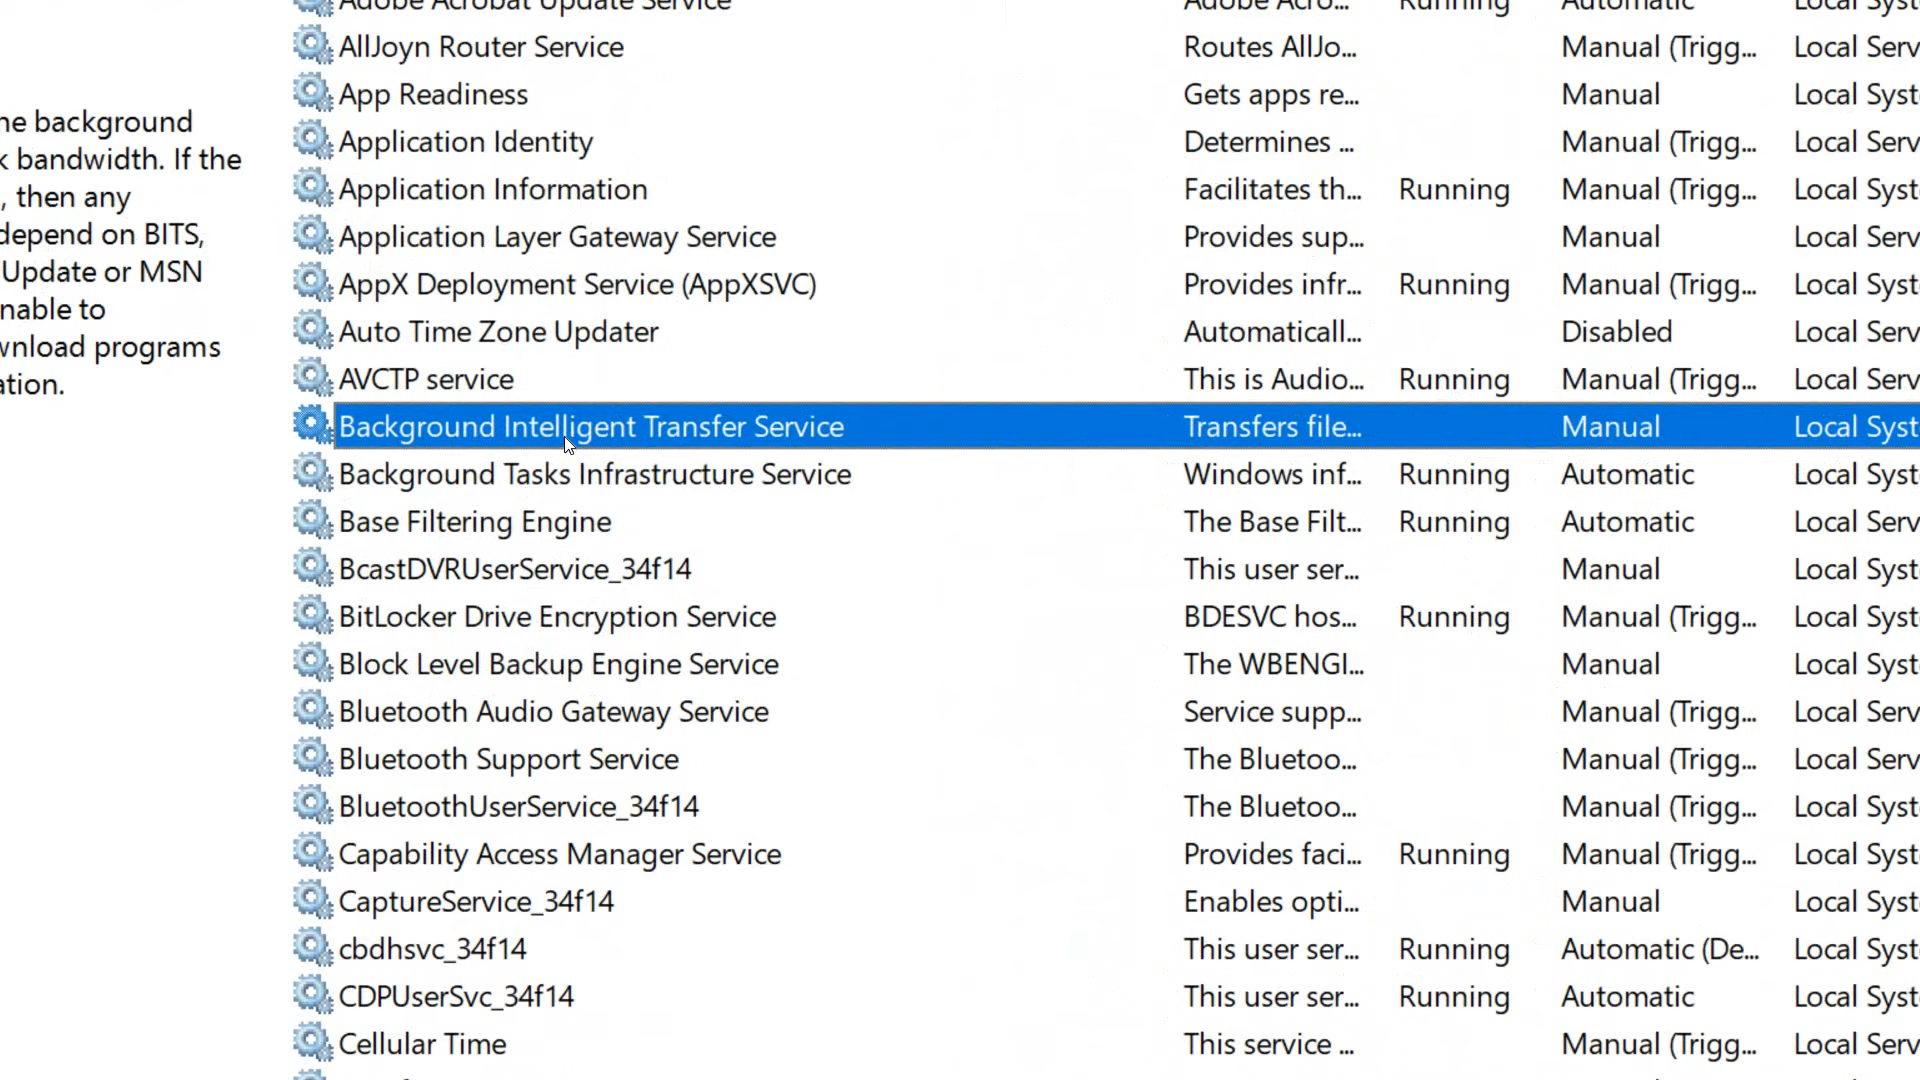 Adobe Acrobat Update Service Adobe Acro... Running Automatic Local Syst
AllJoyn Router Service Routes AllJo... Manual (Trigg... Local Serv
App Readiness Gets apps re... Manual Local Syst
he background
Application Identity Determines ... Manual (Trigg... Local Serv
k bandwidth. If the
Application Information Facilitates th... Running Manual (Trigg... Local Syst
, then any
depend on BITS,
Application Layer Gateway Service Provides sup... Manual Local Serv
Update or MSN
AppX Deployment Service (AppXSVC) Provides infr... Running Manual (Trigg... Local Syst
nable to
Auto Time Zone Updater Automaticall... Disabled Local Serv
wnload programs
AVCTP service This is Audio... Running Manual (Trigg... Local Serv
ation.
Background Intelligent Transfer Service Transfers file... Manual Local Syst
Background Tasks Infrastructure Service Windows inf... Running Automatic Local Syst
Base Filtering Engine The Base Filt... Running Automatic Local Serv
BcastDVRUserService_34f14 This user ser... Manual Local Syst
BitLocker Drive Encryption Service BDESVC hos... Running Manual (Trigg... Local Syst
Block Level Backup Engine Service The WBENGI... Manual Local Syst
Bluetooth Audio Gateway Service Service supp... Manual (Trigg... Local Serv
Bluetooth Support Service The Bluetoo... Manual (Trigg... Local Serv
BluetoothUserService_34f14 The Bluetoo... Manual (Trigg... Local Syst
Capability Access Manager Service Provides faci... Running Manual (Trigg... Local Syst
CaptureService_34f14 Enables opti... Manual Local Syst
cbdhsvc_34f14 This user ser... Running Automatic (De... Local Syst
CDPUserSvc_34f14 This user ser... Running Automatic Local Syst
Cellular Time This service ... Manual (Trigg... Local Serv